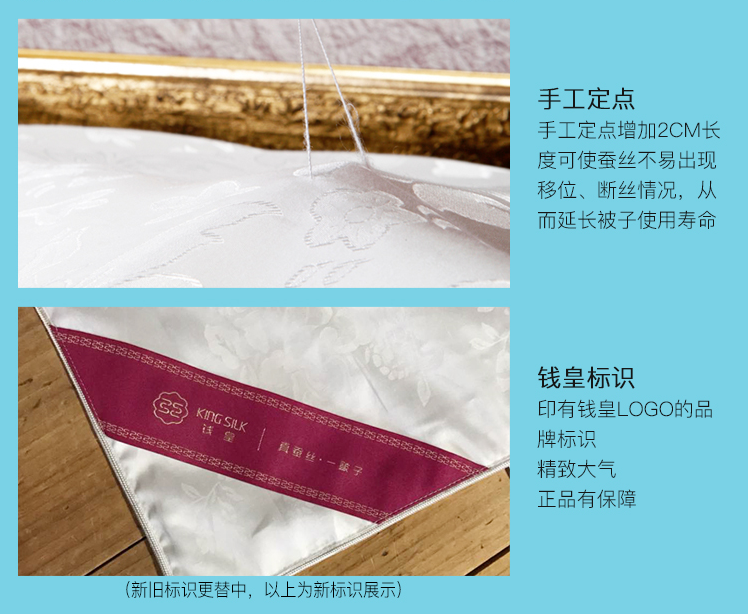 手工定点
手工定点增加2CM长
度可使蚕丝不易出现
移位、断丝情况，从
而延长被子使用寿命
KING SILK
钱皇
真蚕丝·一辈子
钱皇标识
印有钱皇LOGO的品
牌标识
精致大气
正品有保障
（新旧标识更替中，以上为新标识展示）